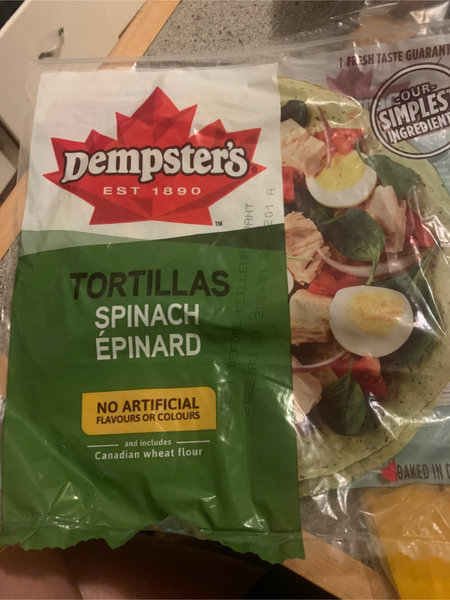 FRESH TASTE GUARANT
OUR
SIMPLEST
INGREDIENT
Dempster's
EST 1890
TM
TORTILLAS
SPINACH
ÉPINARD
NO ARTIFICIAL
FLAVOURS OR COLOURS
and includes
Canadian wheat flour
BAKED IN C